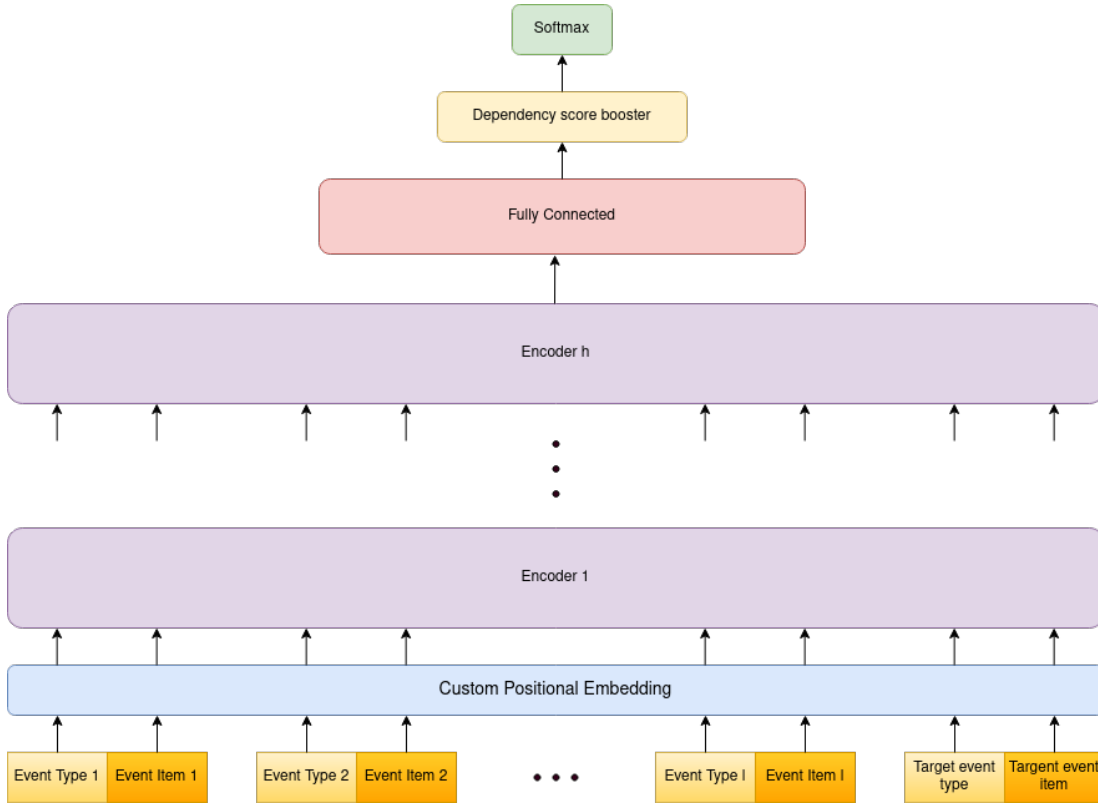 Softmax
Dependency score booster
Fully Connected
Encoder h
Encoder 1
Custom Positional Embedding
Event Type 1 Event Item 1 Event Type 2 Event Item 2 Event Type l Event Item l Target event type Targent event item